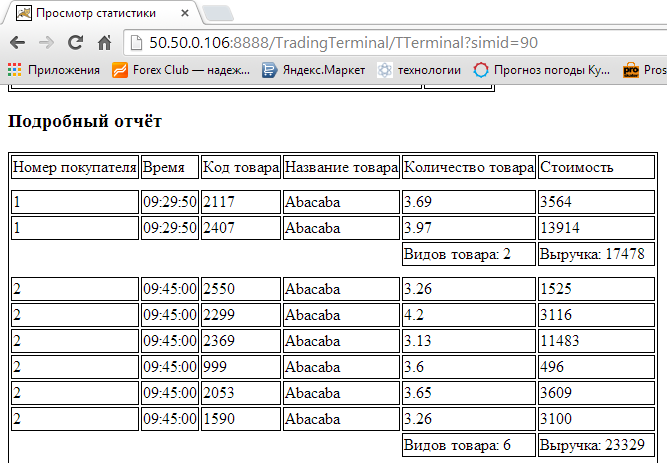 Просмотр статистики
50.50.0.106:8888/TradingTerminal/TTerminal?simid=90
Приложения Forex Club — надеж... Яндекс.Маркет технологии Прогноз погоды Ку... pro Pros
Подробный отчёт
Номер покупателя Время Код товара Название товара Количество товара Стоимость
1 09:29:50 2117 Abacaba 3.69 3564
1 09:29:50 2407 Abacaba 3.97 13914
Видов товара: 2 Выручка: 17478
2 09:45:00 2550 Abacaba 3.26 1525
2 09:45:00 2299 Abacaba 4.2 3116
2 09:45:00 2369 Abacaba 3.13 11483
2 09:45:00 999 Abacaba 3.6 496
2 09:45:00 2053 Abacaba 3.65 3609
2 09:45:00 1590 Abacaba 3.26 3100
Видов товара: 6 Выручка: 23329